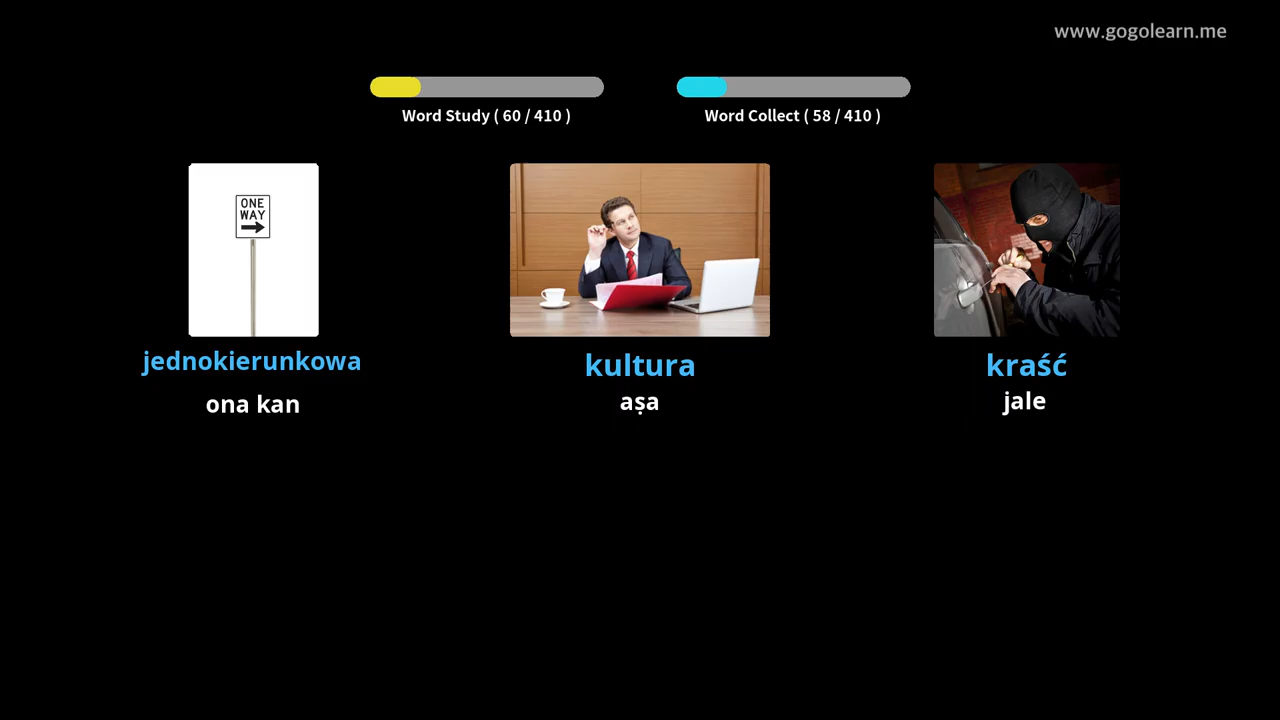 www.gogolearn.me
Word Study ( 60 / 410 )
Word Collect ( 58 / 410 )
ONE
WAY
jednokierunkowa
kultura
kraść
ona kan
aṣa
jale